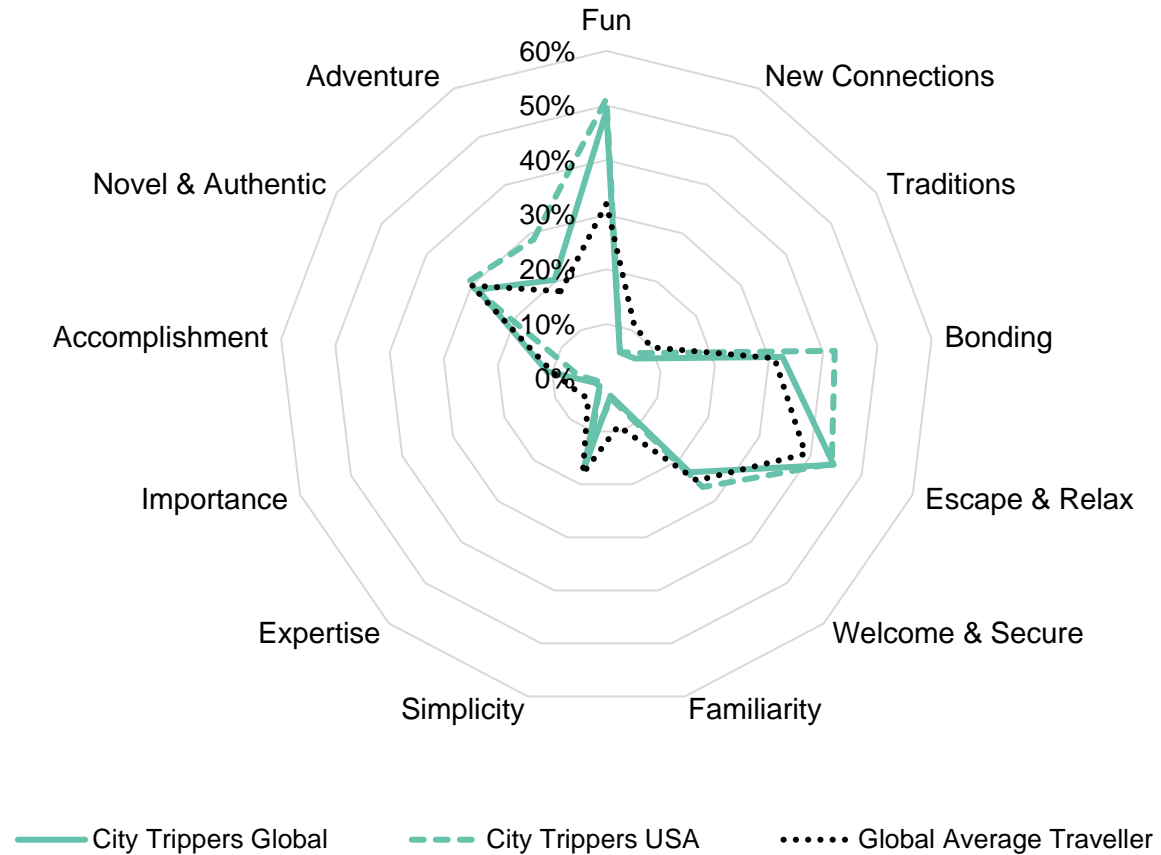 Fun
60%
Adventure
New Connections
50%
40%
Novel & Authentic
Traditions
30%
20%
10%
Accomplishment
Bonding
0%
Importance
Escape & Relax
Expertise
Welcome & Secure
Simplicity
Familiarity
City Trippers Global
City Trippers USA
Global Average Traveller